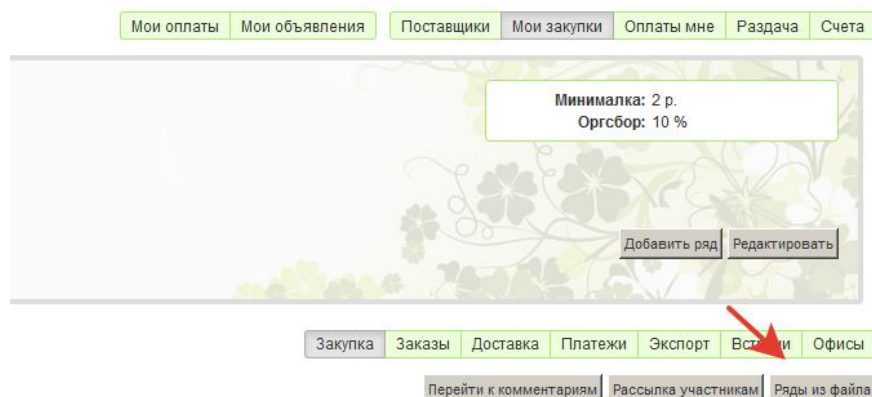 Мои оплаты Мои объявления Поставщики Мои закупки Оплаты мне Раздача Счета
Минималка: 2 р.
Оргсбор: 10 %
Добавить ряд Редактировать
Закупка Заказы Доставка Платежи Экспорт Офисы
Перейти к комментариям Рассылка участникам Ряды из файла